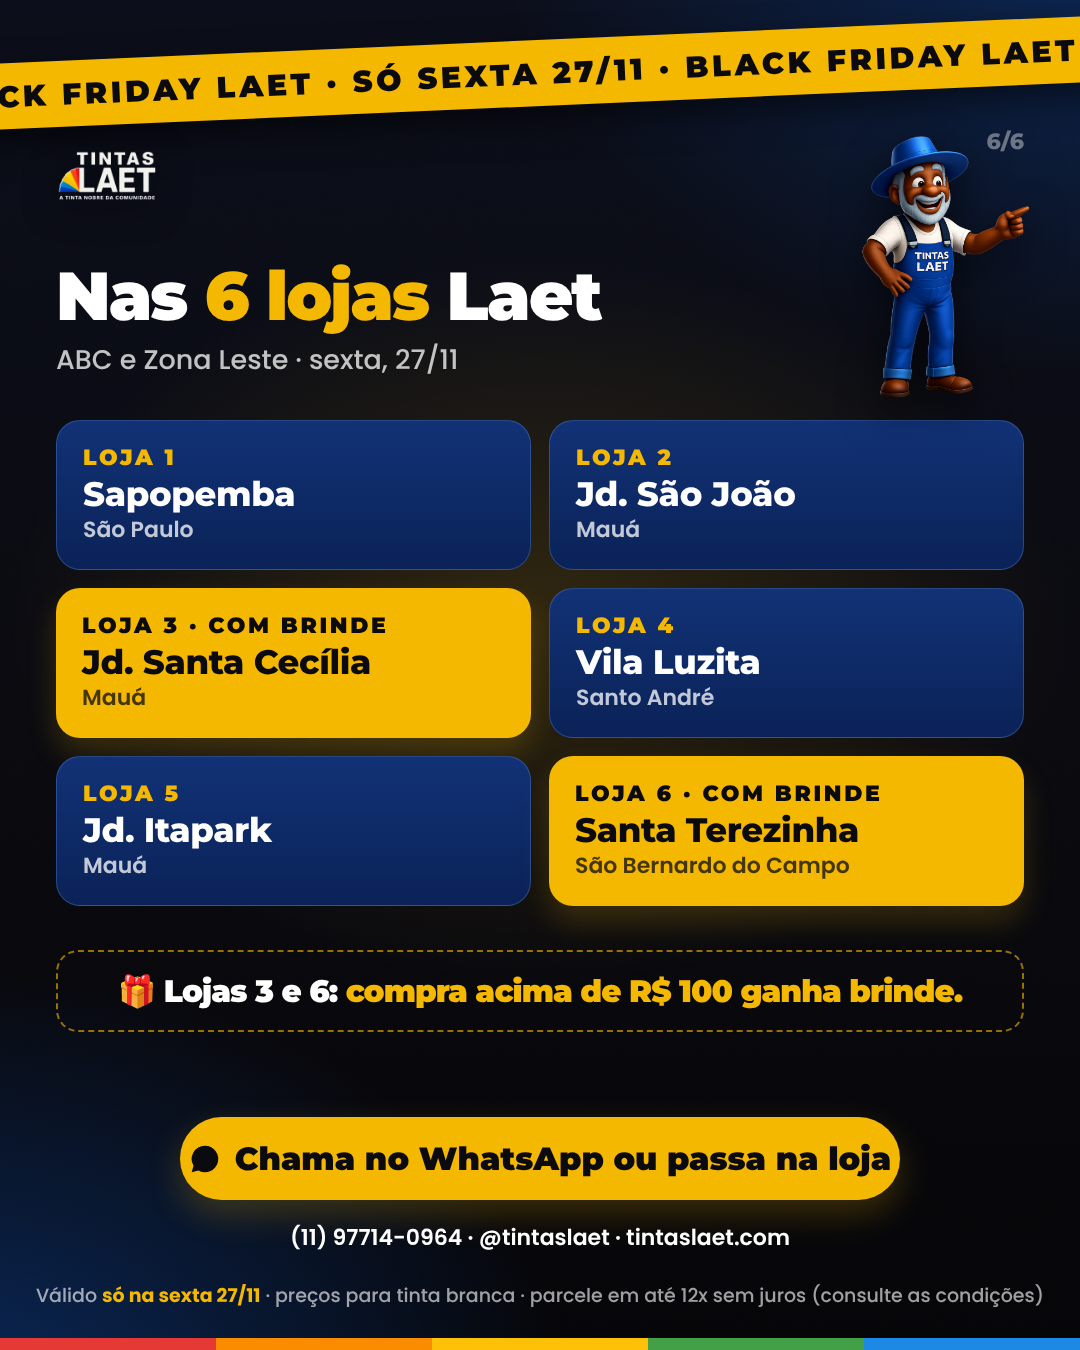 CK FRIDAY LAET · SÓ SEXTA 27/11 · BLACK FRIDAY LAET
6/6
TINTAS
LAET
A TINTA NOBRE DA COMUNIDADE
TINTAS
LAET
Nas 6 lojas Laet
ABC e Zona Leste · sexta, 27/11
LOJA 1
Sapopemba
São Paulo
LOJA 2
Jd. São João
Mauá
LOJA 3 · COM BRINDE
Jd. Santa Cecília
Mauá
LOJA 4
Vila Luzita
Santo André
LOJA 5
Jd. Itapark
Mauá
LOJA 6 · COM BRINDE
Santa Terezinha
São Bernardo do Campo
🎁 Lojas 3 e 6: compra acima de R$ 100 ganha brinde.
Chama no WhatsApp ou passa na loja
(11) 97714-0964 · @tintaslaet · tintaslaet.com
Válido só na sexta 27/11 · preços para tinta branca · parcele em até 12x sem juros (consulte as condições)